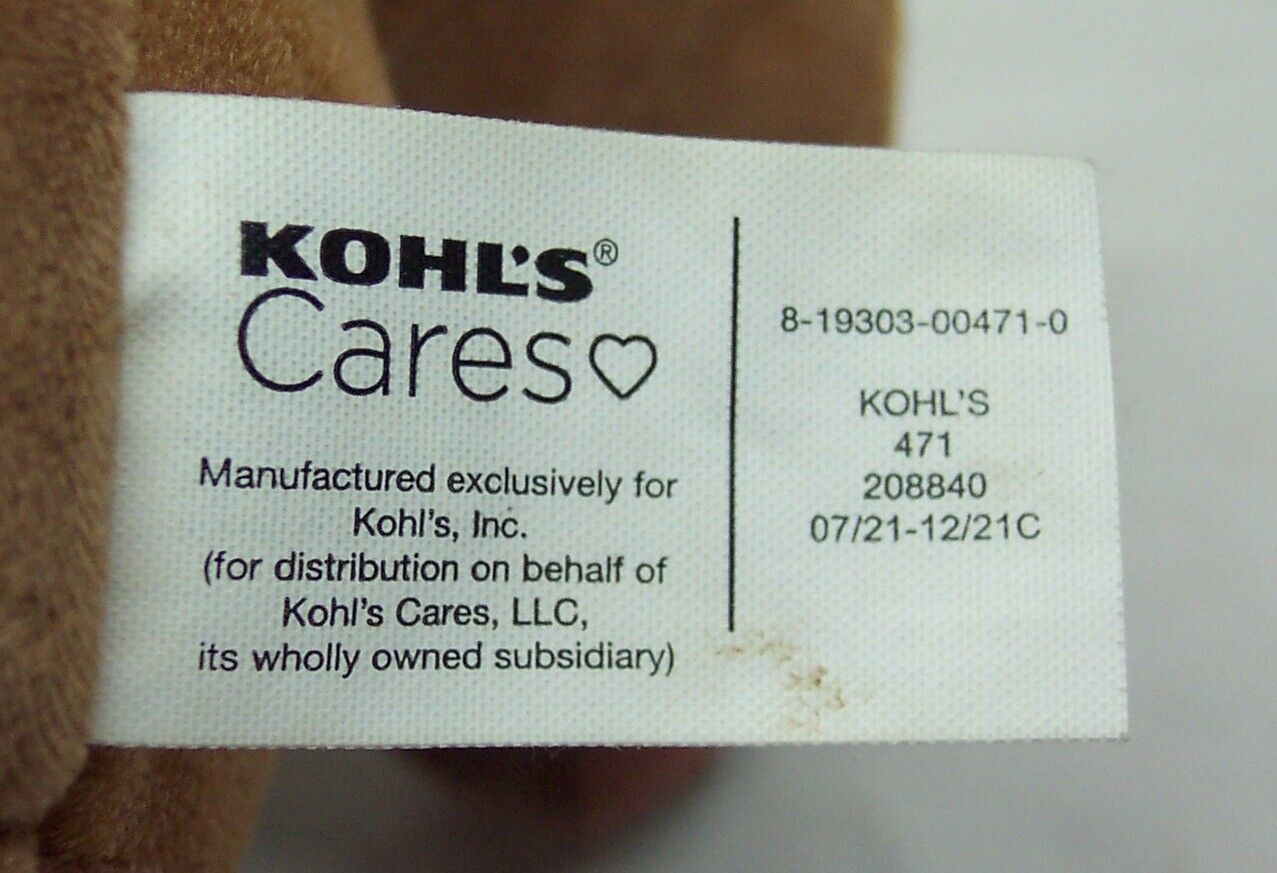 KOHL'S®
Cares
Manufactured exclusively for
Kohl's, Inc.
(for distribution on behalf of
Kohl's Cares, LLC,
its wholly owned subsidiary)
8-19303-00471-0
KOHL'S
471
208840
07/21-12/21C